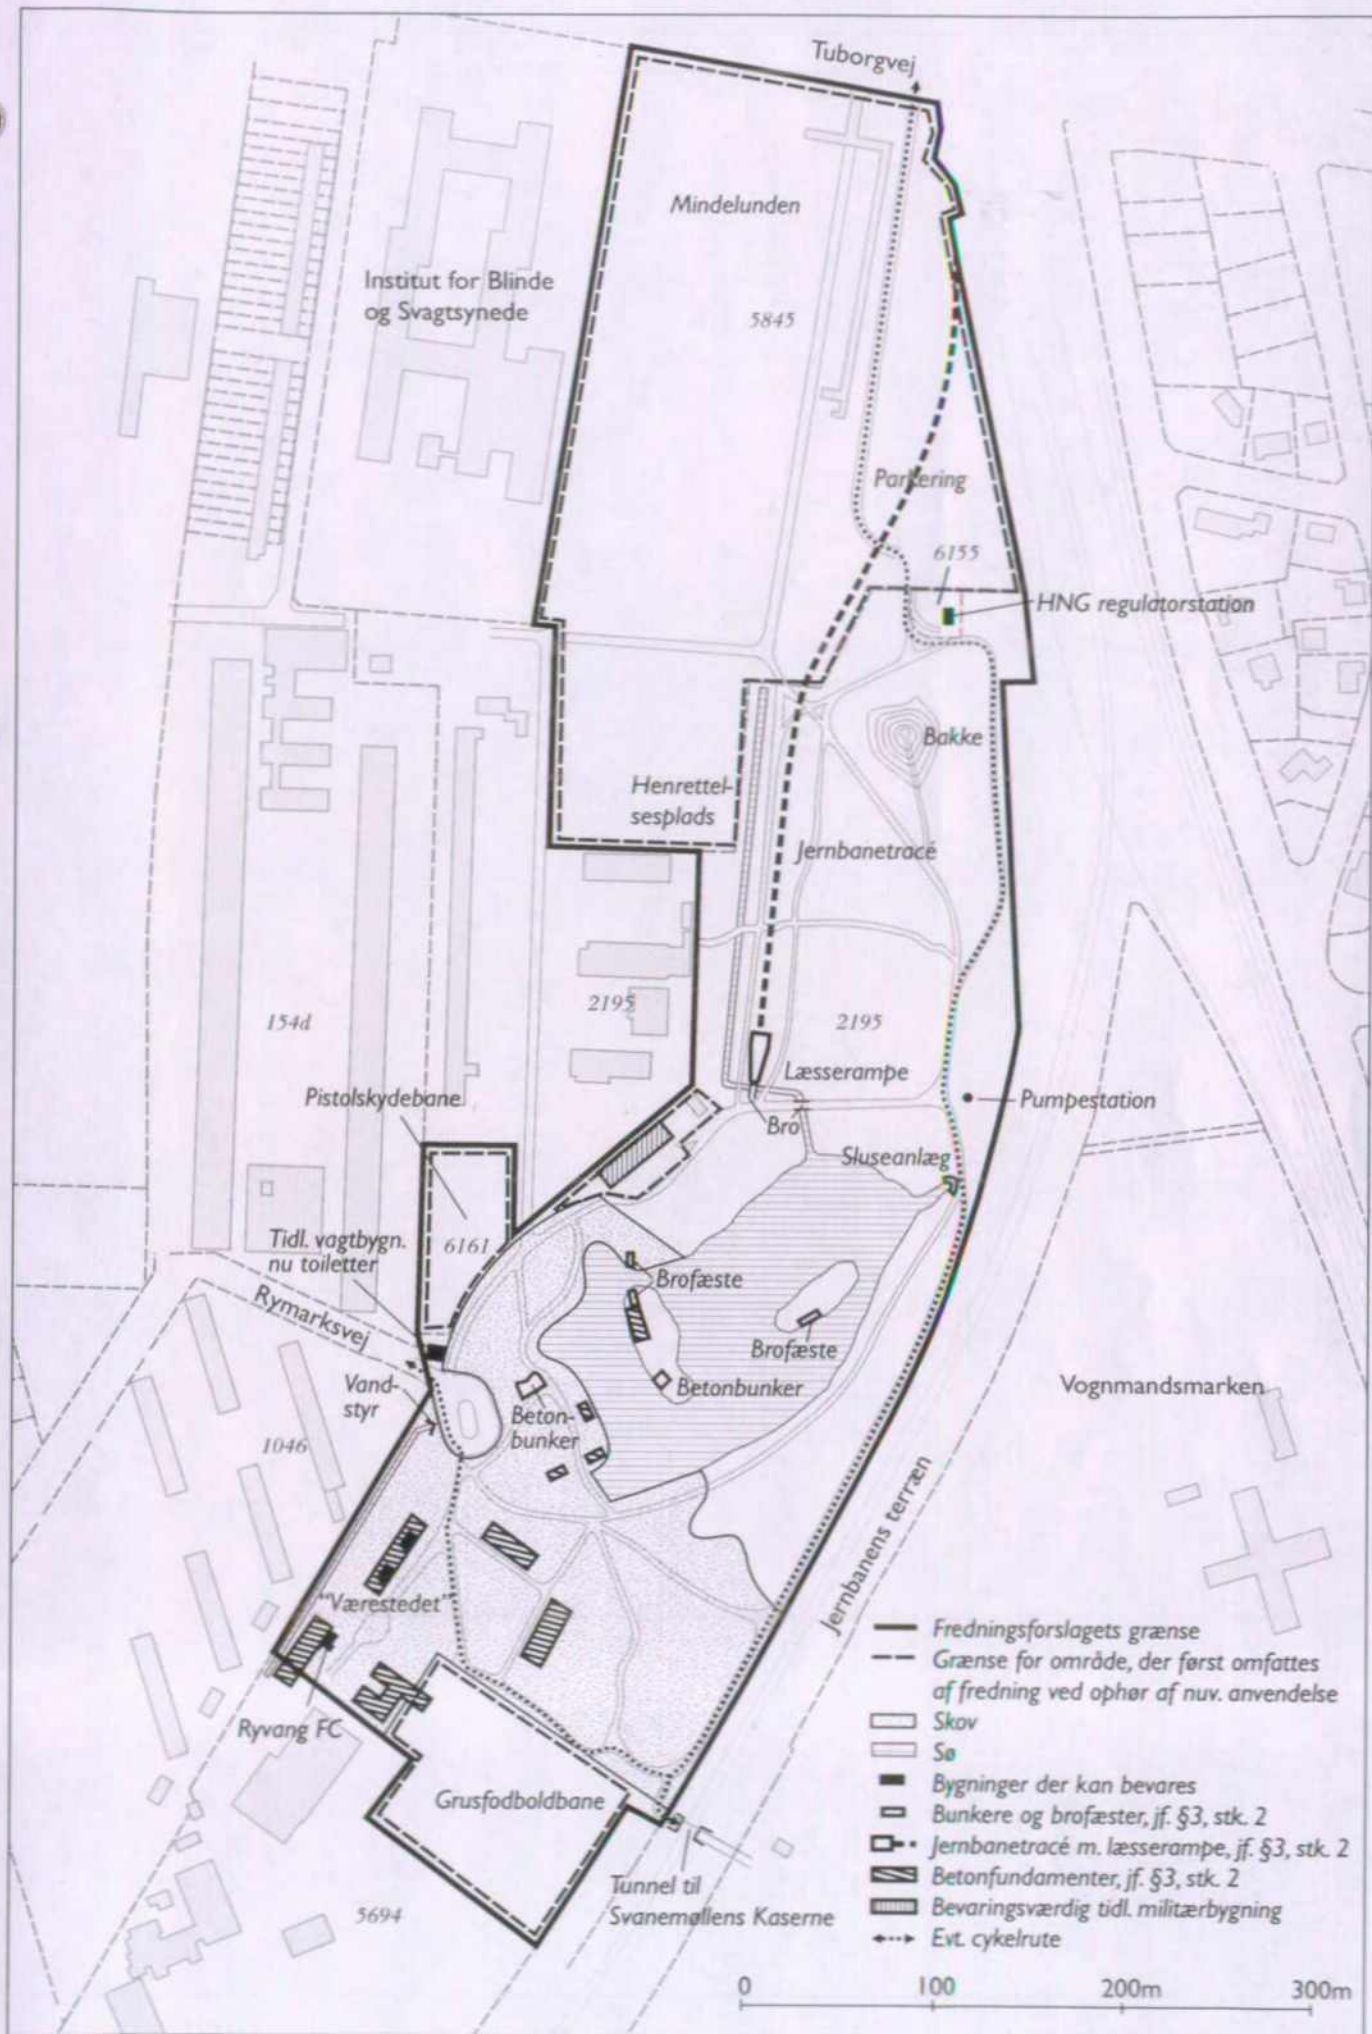 Tuborgvej
Mindelunden
Institut for Blinde
og Svagtsynede
5845
Parkering
6155
HNG regulatorstation
Bakke
Henrettel-
sesplads
Jernbanetracé
154d
2195
2195
Læsserampe
Pistolskydebane
Pumpestation
Bro
Sluseanlæg
Tidl. vagtbygn.
nu toiletter
6161
Brofæste
Rymarksvej
Brofæste
Vand-
styr
Betonbunker
Vognmandsmarken
Beton-
bunker
1046
Jernbanens terræn
"Værestedet"
Ryvang FC
Grusfodboldbane
Tunnel til
Svanemøllens Kaserne
5694
Fredningsforslagets grænse
Grænse for område, der først omfattes
af fredning ved ophør af nuv. anvendelse
Skov
Sø
Bygninger der kan bevares
Bunkere og brofæster, jf. §3, stk. 2
Jernbanetracé m. læsserampe, jf. §3, stk. 2
Betonfundamenter, jf. §3, stk. 2
Bevaringsværdig tidl. militærbygning
Evt. cykelrute
0 100 200m 300m